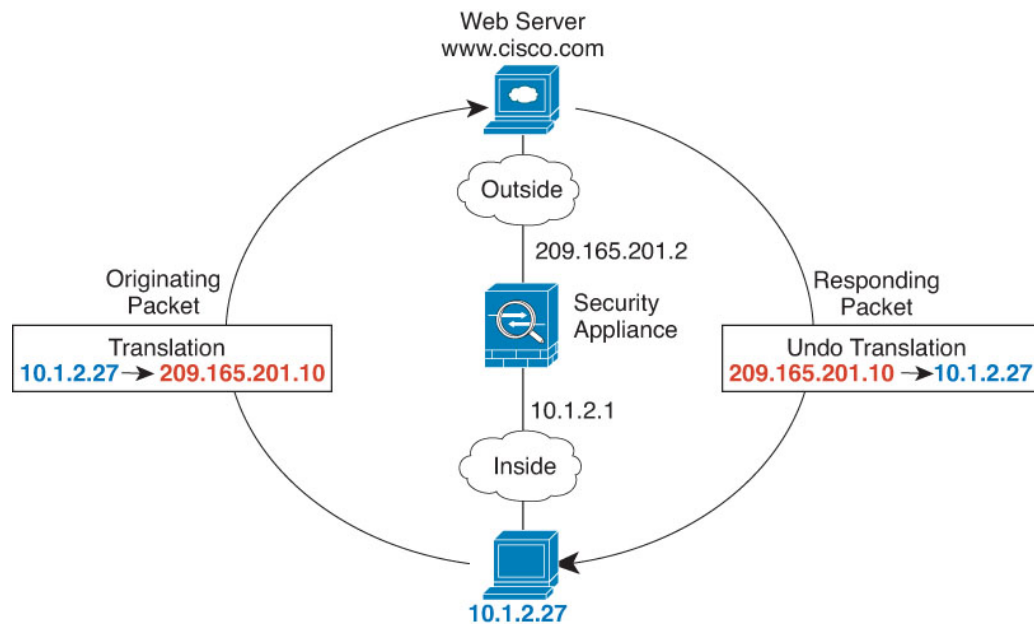 Web Server
www.cisco.com
Outside
209.165.201.2
Originating
Packet
Translation
10.1.2.27 → 209.165.201.10
Security
Appliance
Responding
Packet
Undo Translation
209.165.201.10 → 10.1.2.27
10.1.2.1
Inside
10.1.2.27